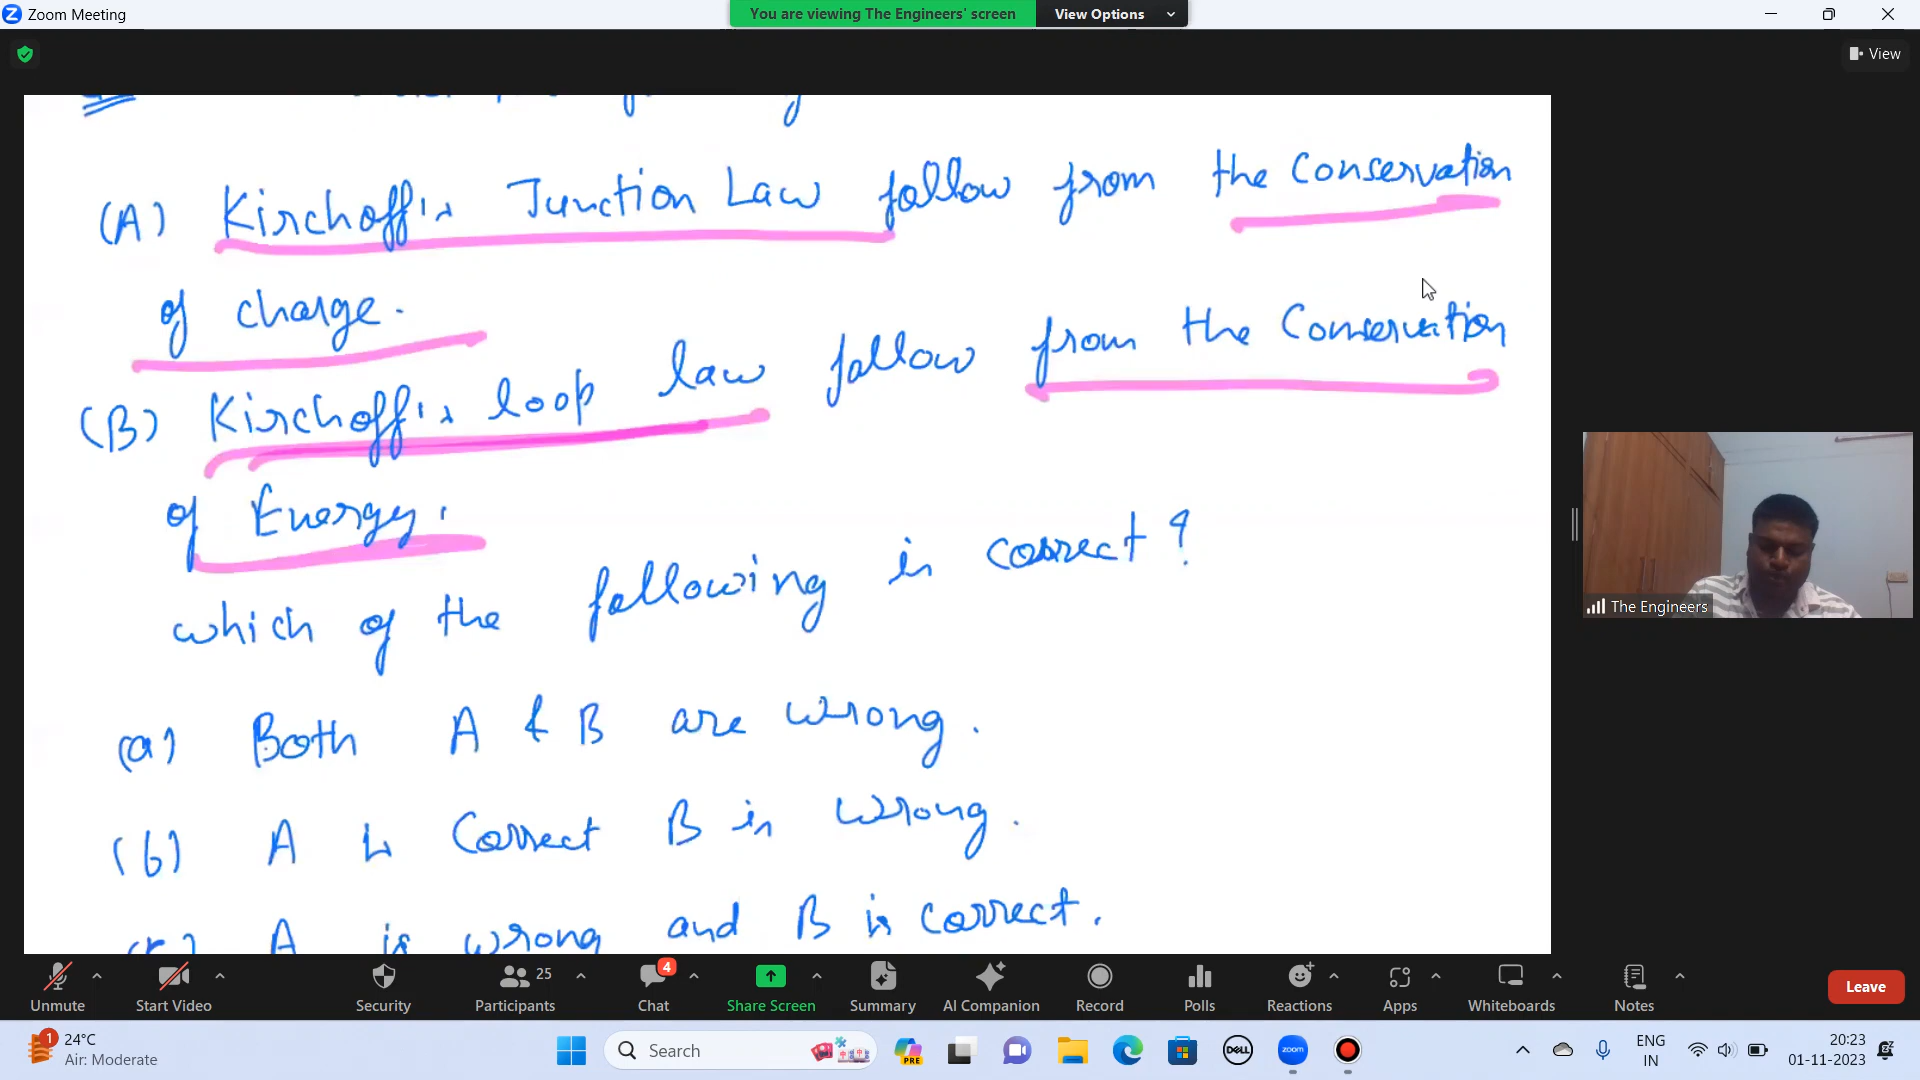 Zoom Meeting
You are viewing The Engineers' screen
View Options
View
(A) Kirchoff's Junction Law follow from the Conservation
of charge.
(B) Kirchoff's loop law follow from the Conservation
of Energy.
which of the following is correct?
(a) Both A & B are wrong.
(b) A is Correct B is wrong.
A is wrong and B is correct.
The Engineers
Unmute
Start Video
Security
Participants
25
Chat
4
Share Screen
Summary
AI Companion
Record
Polls
Reactions
Apps
Whiteboards
Notes
Leave
1
24°C
Air: Moderate
Search
PRE
DELL
zoom
ENG
IN
20:23
01-11-2023